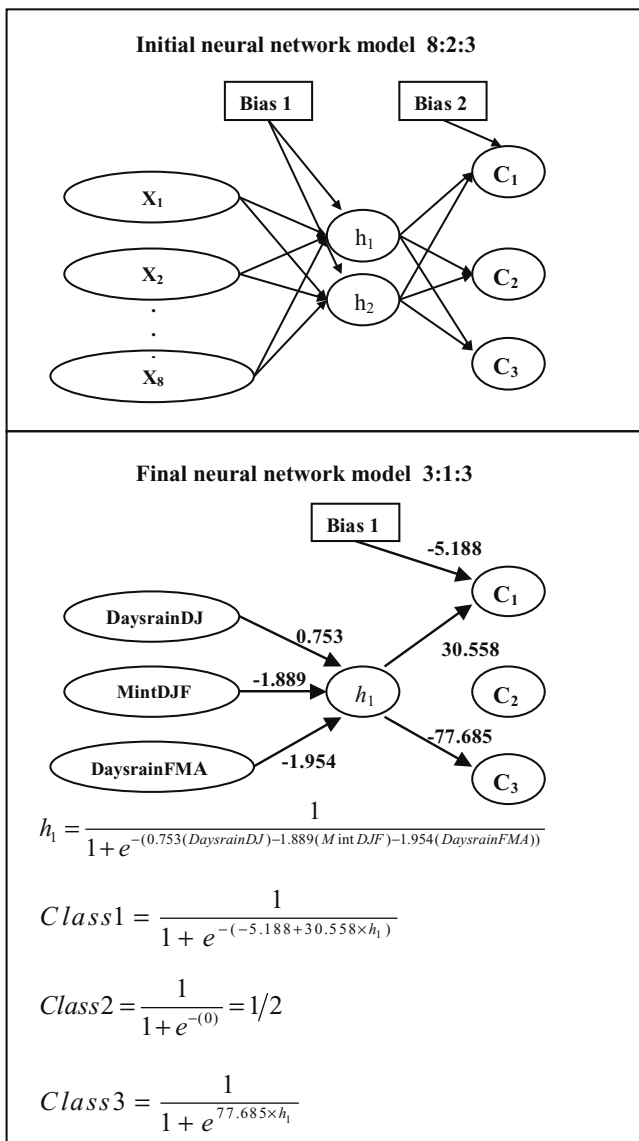 Initial neural network model 8:2:3
Bias 1
Bias 2
X₁
X₂
.
.
.
X₈
h₁
h₂
C₁
C₂
C₃
Final neural network model 3:1:3
Bias 1
-5.188
DaysrainDJ
0.753
MintDJF
-1.889
DaysrainFMA
-1.954
h₁
30.558
-77.685
C₁
C₂
C₃
h₁ = 1 / (1 + e^{-(0.753(DaysrainDJ)-1.889(M int DJF)-1.954(DaysrainFMA))})
Class1 = 1 / (1 + e^{-(-5.188+30.558×h₁)})
Class2 = 1 / (1 + e^{-(0)}) = 1/2
Class3 = 1 / (1 + e^{77.685×h₁})